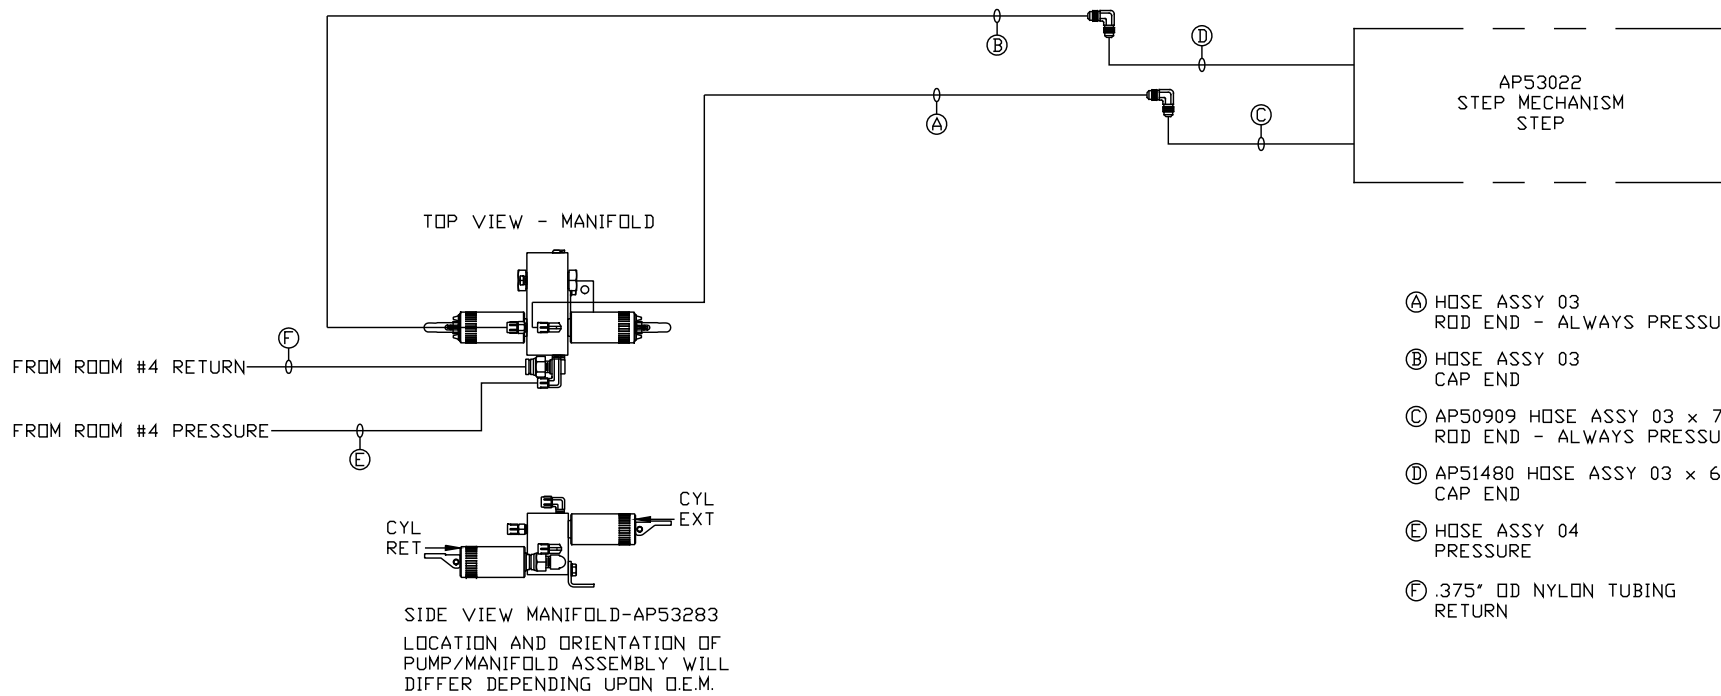 B
D
AP53022
STEP MECHANISM
STEP
A
C
TOP VIEW - MANIFOLD
F
FROM ROOM #4 RETURN
FROM ROOM #4 PRESSURE
E
A HOSE ASSY 03
ROD END - ALWAYS PRESSU
B HOSE ASSY 03
CAP END
C AP50909 HOSE ASSY 03 x 7
ROD END - ALWAYS PRESSU
D AP51480 HOSE ASSY 03 x 6
CAP END
E HOSE ASSY 04
PRESSURE
F .375" OD NYLON TUBING
RETURN
CYL
EXT
CYL
RET
SIDE VIEW MANIFOLD-AP53283
LOCATION AND ORIENTATION OF
PUMP/MANIFOLD ASSEMBLY WILL
DIFFER DEPENDING UPON O.E.M.